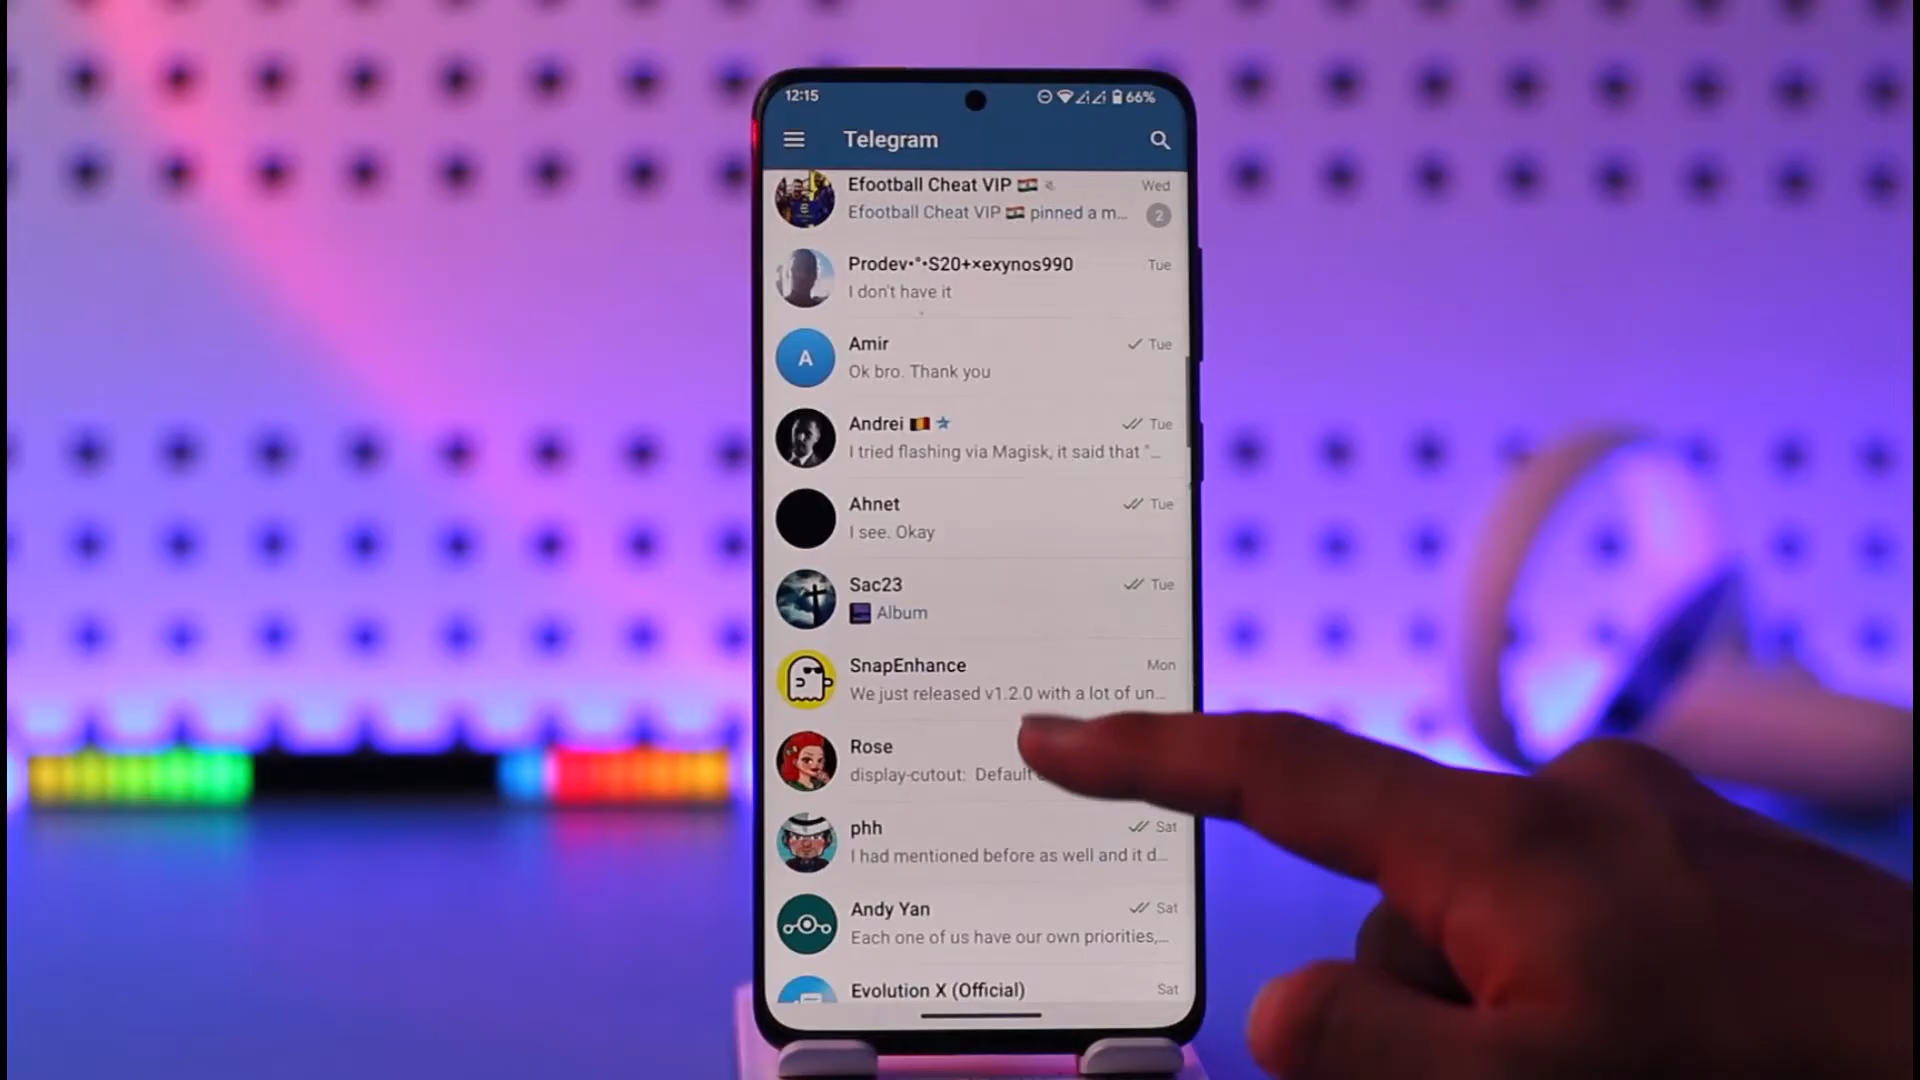 12:15
66%
Telegram
Efootball Cheat VIP 🇮🇳
Wed
Efootball Cheat VIP 🇮🇳 pinned a m...
2
Prodev•°•S20+×exynos990
Tue
I don't have it
Amir
Tue
A
Ok bro. Thank you
Andrei
Tue
I tried flashing via Magisk, it said that "...
Ahnet
Tue
I see. Okay
Sac23
Tue
Album
SnapEnhance
Mon
We just released v1.2.0 with a lot of un...
Rose
display-cutout: Default
phh
Sat
I had mentioned before as well and it d...
Andy Yan
Sat
Each one of us have our own priorities,...
Evolution X (Official)
Sat